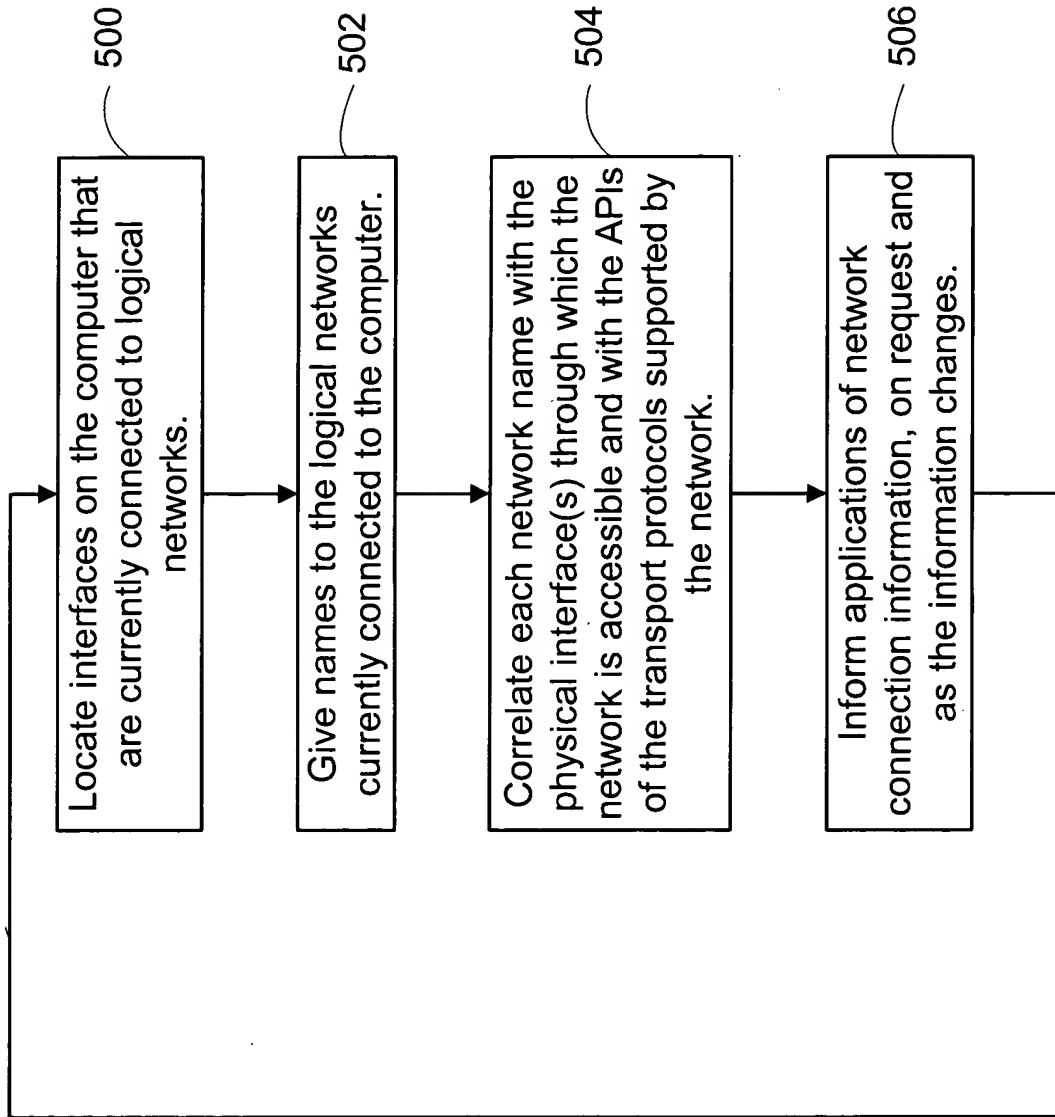 500
Locate interfaces on the computer that
are currently connected to logical
networks.
502
Give names to the logical networks
currently connected to the computer.
504
Correlate each network name with the
physical interface(s) through which the
network is accessible and with the APIs
of the transport protocols supported by
the network.
506
Inform applications of network
connection information, on request and
as the information changes.